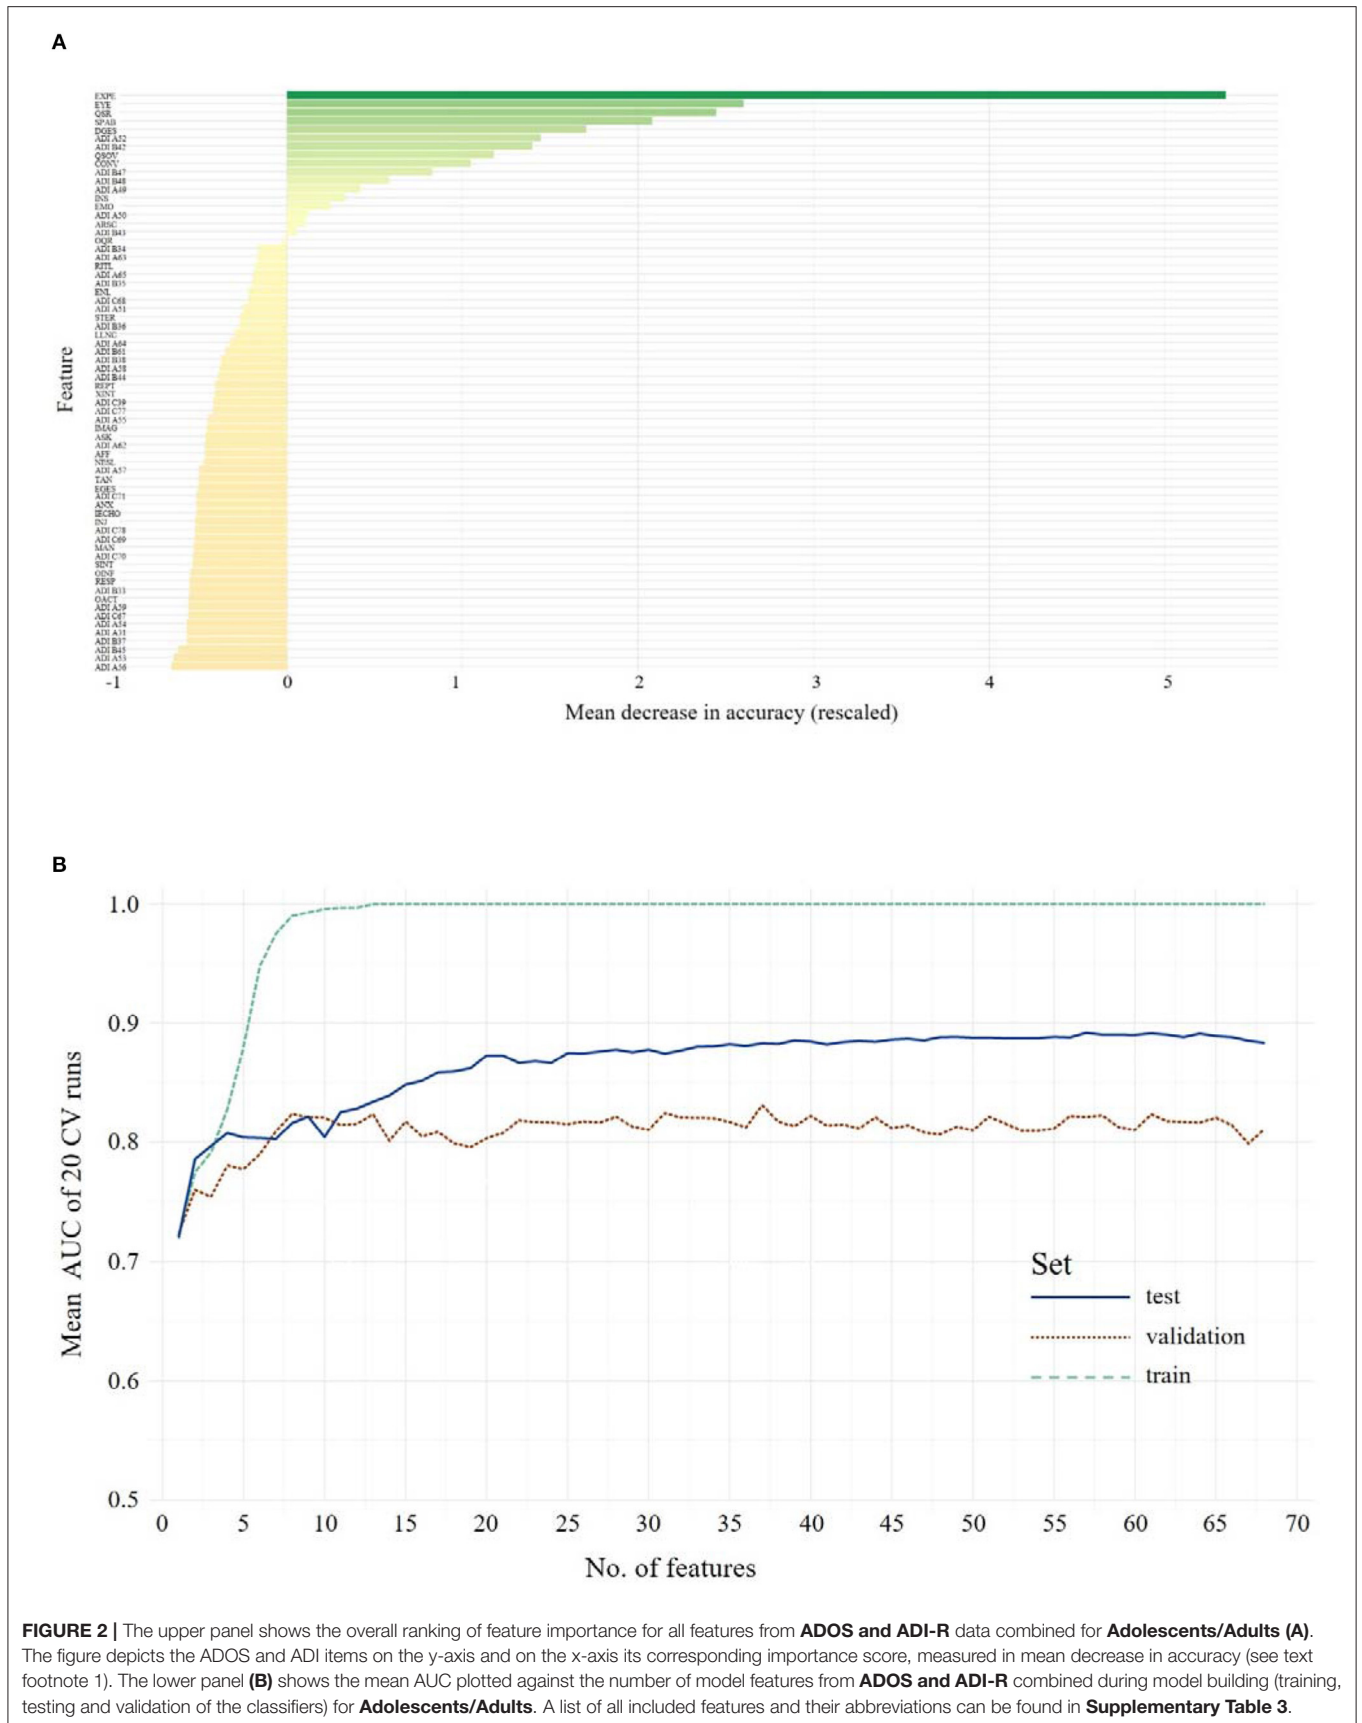 A
EXPE
EYE
QSR
SPAB
DGES
ADI A52
ADI B42
QSOV
CONV
ADI B47
ADI B48
ADI A49
INS
EMO
ADI A50
ARSC
ADI B43
OQR
ADI B34
ADI A63
RITL
ADI A65
ADI B35
ENL
ADI C68
ADI A51
STER
ADI B36
LLNC
ADI A64
ADI B61
ADI B38
ADI A58
ADI B44
REPT
XINT
ADI C39
ADI C77
ADI A55
IMAG
ASK
ADI A62
AFF
NESL
ADI A57
TAN
EGES
ADI C71
ANX
IECHO
INJ
ADI C78
ADI C69
MAN
ADI C70
SINT
OINF
RESP
ADI B33
OACT
ADI A59
ADI C67
ADI A54
ADI A31
ADI B37
ADI B45
ADI A53
ADI A56
Feature
-1 0 1 2 3 4 5
Mean decrease in accuracy (rescaled)
B
1.0
0.9
0.8
0.7
0.6
0.5
Mean AUC of 20 CV runs
Set
test
validation
train
0 5 10 15 20 25 30 35 40 45 50 55 60 65 70
No. of features
FIGURE 2 | The upper panel shows the overall ranking of feature importance for all features from ADOS and ADI-R data combined for Adolescents/Adults (A).
The figure depicts the ADOS and ADI items on the y-axis and on the x-axis its corresponding importance score, measured in mean decrease in accuracy (see text
footnote 1). The lower panel (B) shows the mean AUC plotted against the number of model features from ADOS and ADI-R combined during model building (training,
testing and validation of the classifiers) for Adolescents/Adults. A list of all included features and their abbreviations can be found in Supplementary Table 3.